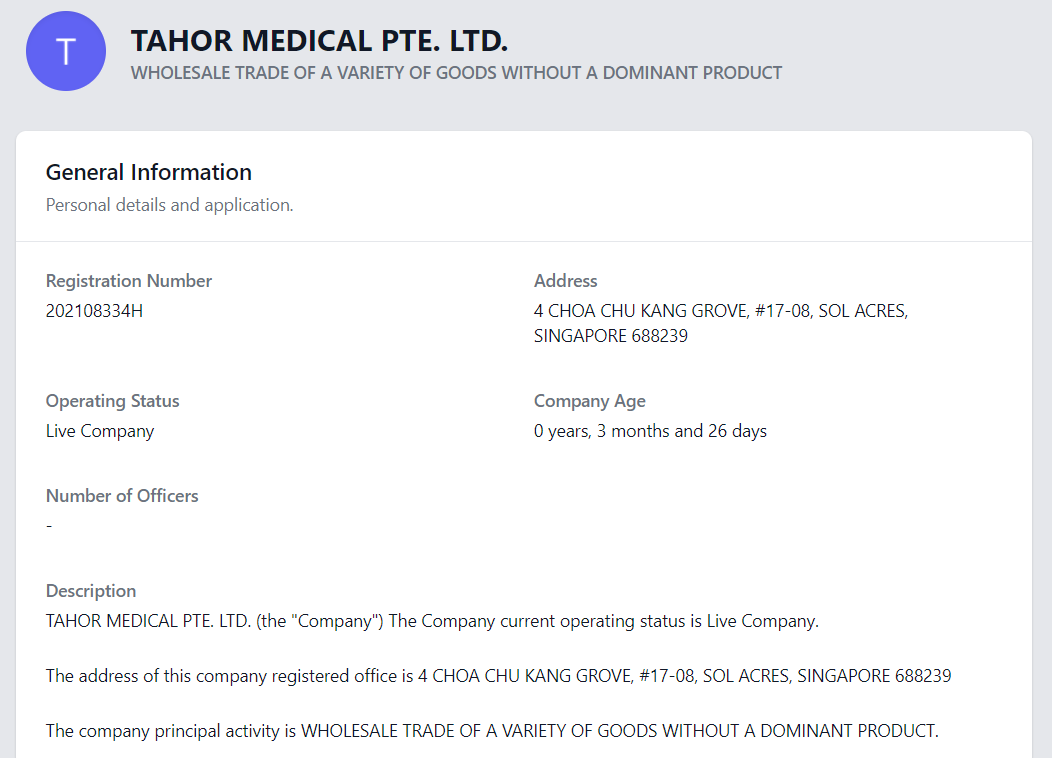 T
TAHOR MEDICAL PTE. LTD.
WHOLESALE TRADE OF A VARIETY OF GOODS WITHOUT A DOMINANT PRODUCT
General Information
Personal details and application.
Registration Number
202108334H
Address
4 CHOA CHU KANG GROVE, #17-08, SOL ACRES,
SINGAPORE 688239
Operating Status
Live Company
Company Age
0 years, 3 months and 26 days
Number of Officers
-
Description
TAHOR MEDICAL PTE. LTD. (the "Company") The Company current operating status is Live Company.
The address of this company registered office is 4 CHOA CHU KANG GROVE, #17-08, SOL ACRES, SINGAPORE 688239
The company principal activity is WHOLESALE TRADE OF A VARIETY OF GOODS WITHOUT A DOMINANT PRODUCT.